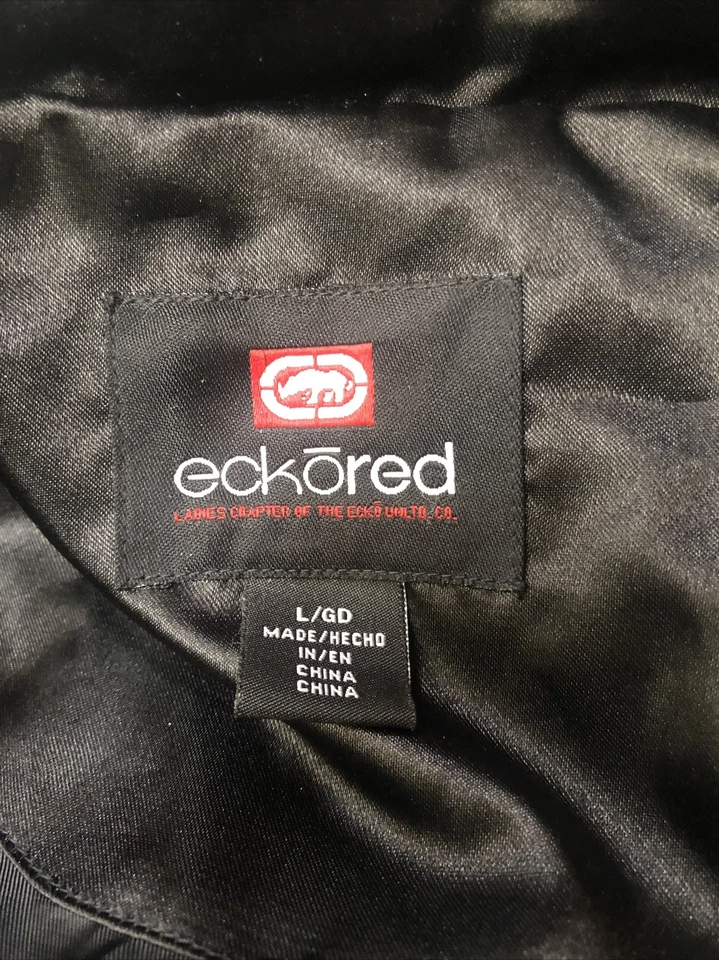 eckōred
LADIES CHAPTER OF THE ECKŌ UNLTD. CO.
L/GD
MADE/HECHO
IN/EN
CHINA
CHINA